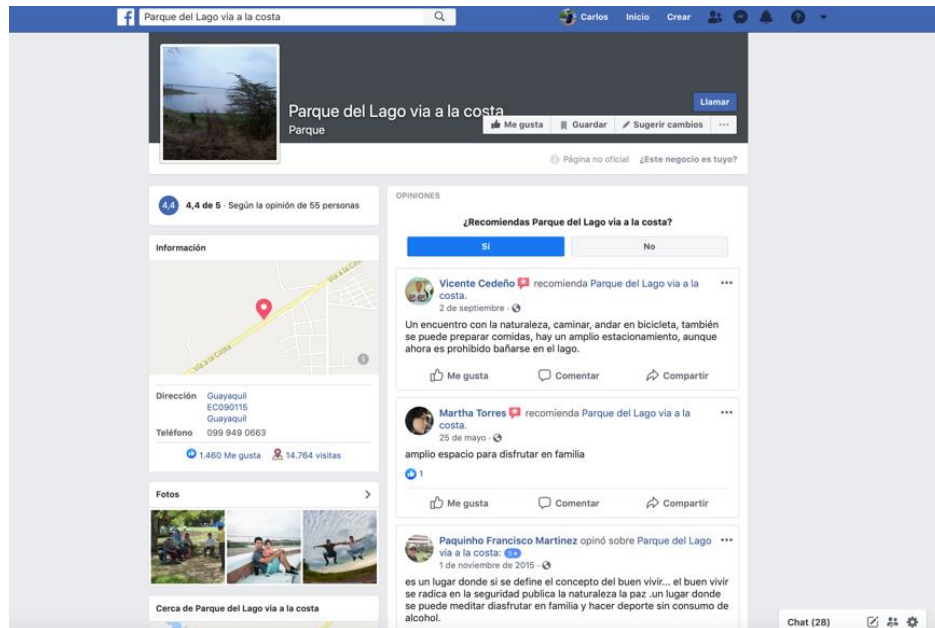 Parque del Lago via a la costa
Carlos Inicio Crear
Parque del Lago via a la costa
Parque
Llamar
Me gusta Guardar Sugerir cambios ...
Página no oficial ¿Este negocio es tuyo?
4,4 4,4 de 5 · Según la opinión de 55 personas
Información
Vía a la Costa
Vía a la Costa
Dirección Guayaquil
EC090115
Guayaquil
Teléfono 099 949 0663
1.460 Me gusta 14.764 visitas
Fotos
Cerca de Parque del Lago via a la costa
OPINIONES
¿Recomiendas Parque del Lago via a la costa?
Sí No
Vicente Cedeño recomienda Parque del Lago via a la
costa.
2 de septiembre ·
Un encuentro con la naturaleza, caminar, andar en bicicleta, también
se puede preparar comidas, hay un amplio estacionamiento, aunque
ahora es prohibido bañarse en el lago.
Me gusta Comentar Compartir
Martha Torres recomienda Parque del Lago via a la
costa.
25 de mayo ·
amplio espacio para disfrutar en familia
1
Me gusta Comentar Compartir
Paquinho Francisco Martinez opinó sobre Parque del Lago
via a la costa: 5★
1 de noviembre de 2015 ·
es un lugar donde si se define el concepto del buen vivir... el buen vivir
se radica en la seguridad publica la naturaleza la paz .un lugar donde
se puede meditar diasfrutar en familia y hacer deporte sin consumo de
alcohol.
Chat (28)